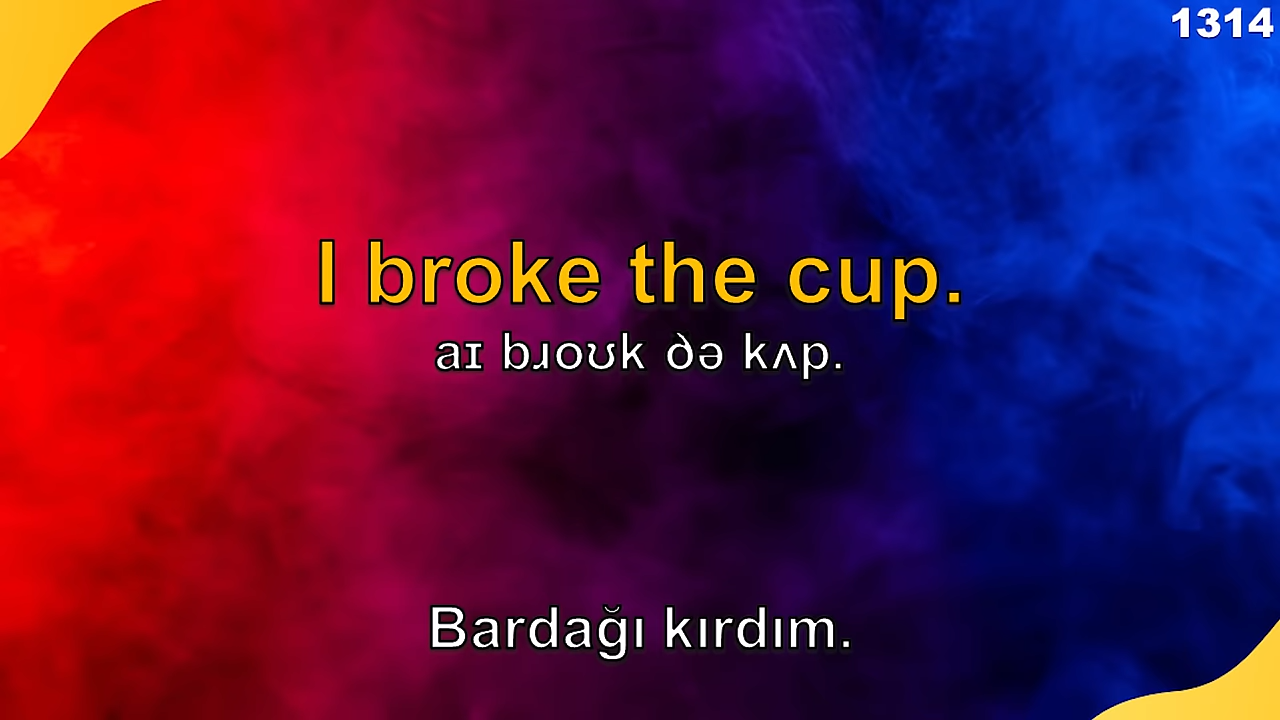 1314
I broke the cup.
aɪ bɹoʊk ðə kʌp.
Bardağı kırdım.